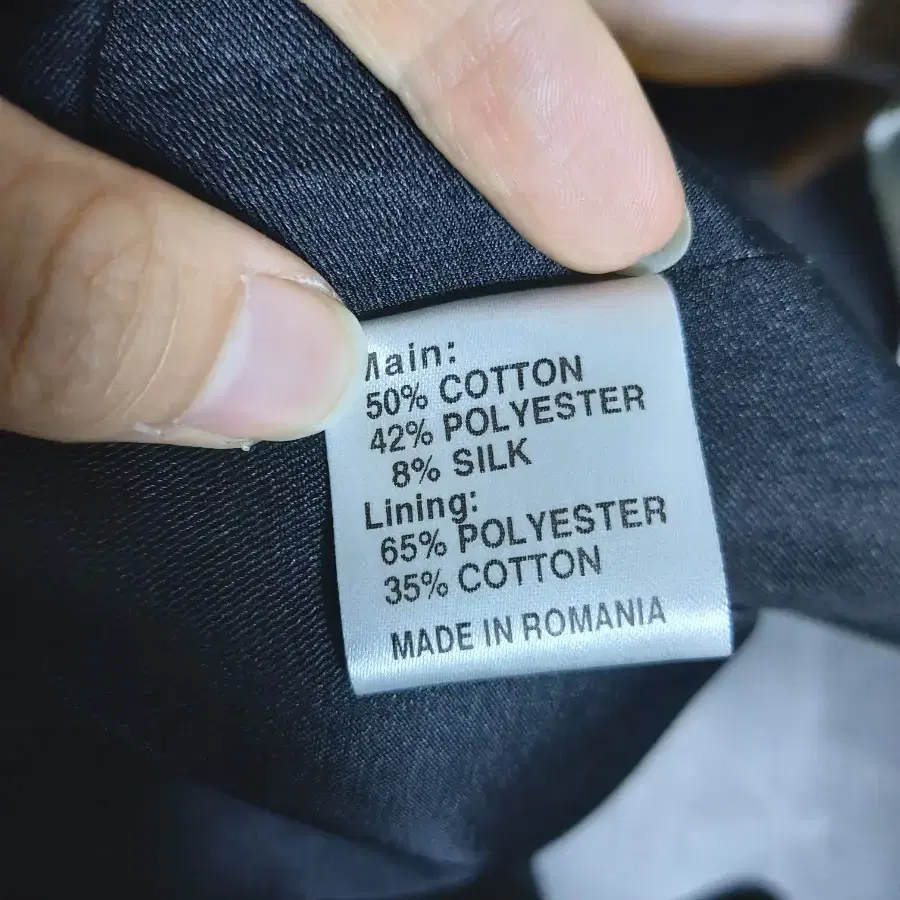 Main:
50% COTTON
42% POLYESTER
8% SILK
Lining:
65% POLYESTER
35% COTTON
MADE IN ROMANIA